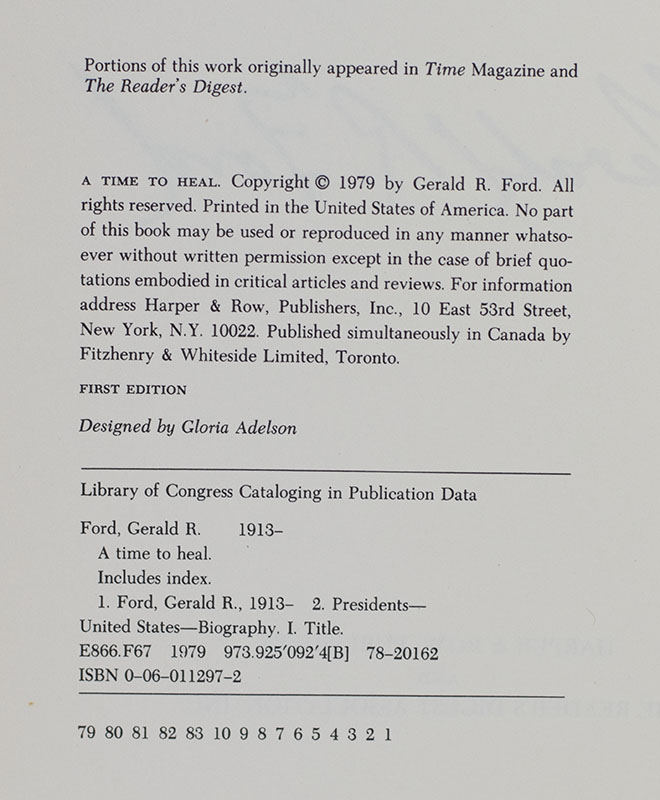 Portions of this work originally appeared in Time Magazine and
The Reader's Digest.
A TIME TO HEAL. Copyright © 1979 by Gerald R. Ford. All
rights reserved. Printed in the United States of America. No part
of this book may be used or reproduced in any manner whatso-
ever without written permission except in the case of brief quo-
tations embodied in critical articles and reviews. For information
address Harper & Row, Publishers, Inc., 10 East 53rd Street,
New York, N.Y. 10022. Published simultaneously in Canada by
Fitzhenry & Whiteside Limited, Toronto.
FIRST EDITION
Designed by Gloria Adelson
Library of Congress Cataloging in Publication Data
Ford, Gerald R. 1913–
A time to heal.
Includes index.
1. Ford, Gerald R., 1913– 2. Presidents—
United States—Biography. I. Title.
E866.F67 1979 973.925′092′4[B] 78–20162
ISBN 0–06–011297–2
79 80 81 82 83 10 9 8 7 6 5 4 3 2 1